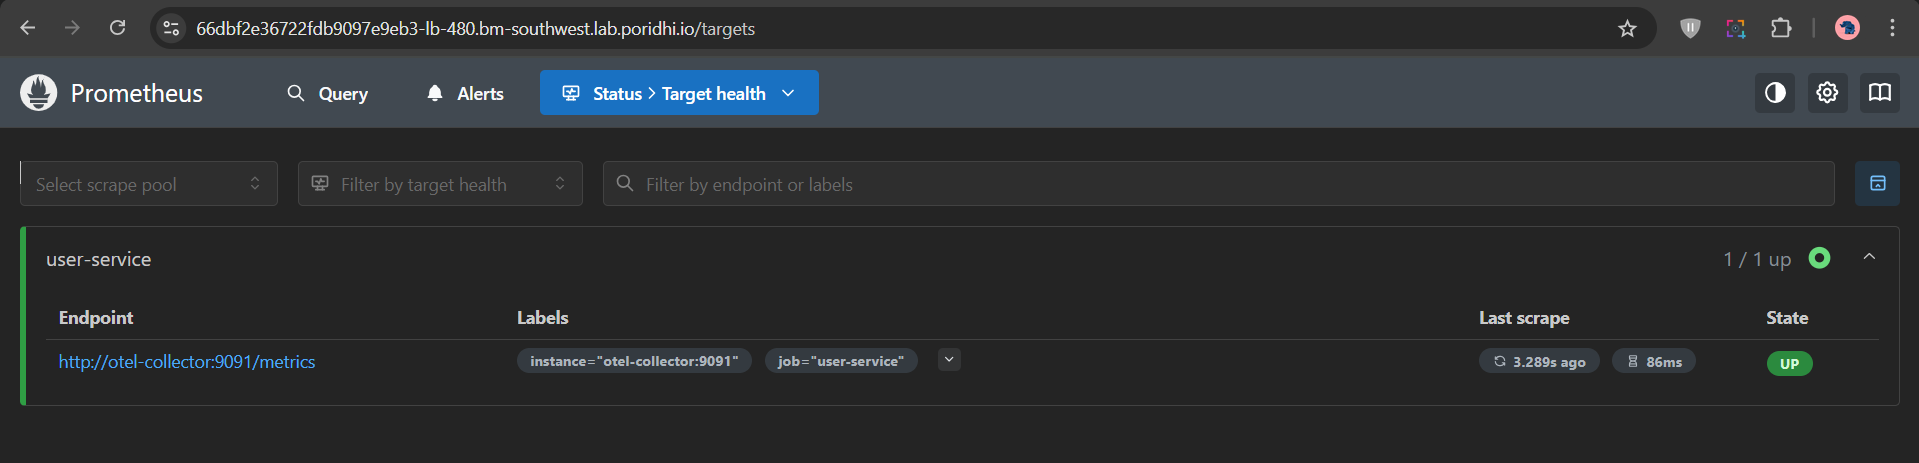 66dbf2e36722fdb9097e9eb3-lb-480.bm-southwest.lab.poridhi.io/targets
Prometheus Query Alerts Status > Target health
Select scrape pool Filter by target health Filter by endpoint or labels
user-service 1 / 1 up
Endpoint Labels Last scrape State
http://otel-collector:9091/metrics instance="otel-collector:9091" job="user-service" 3.289s ago 86ms UP